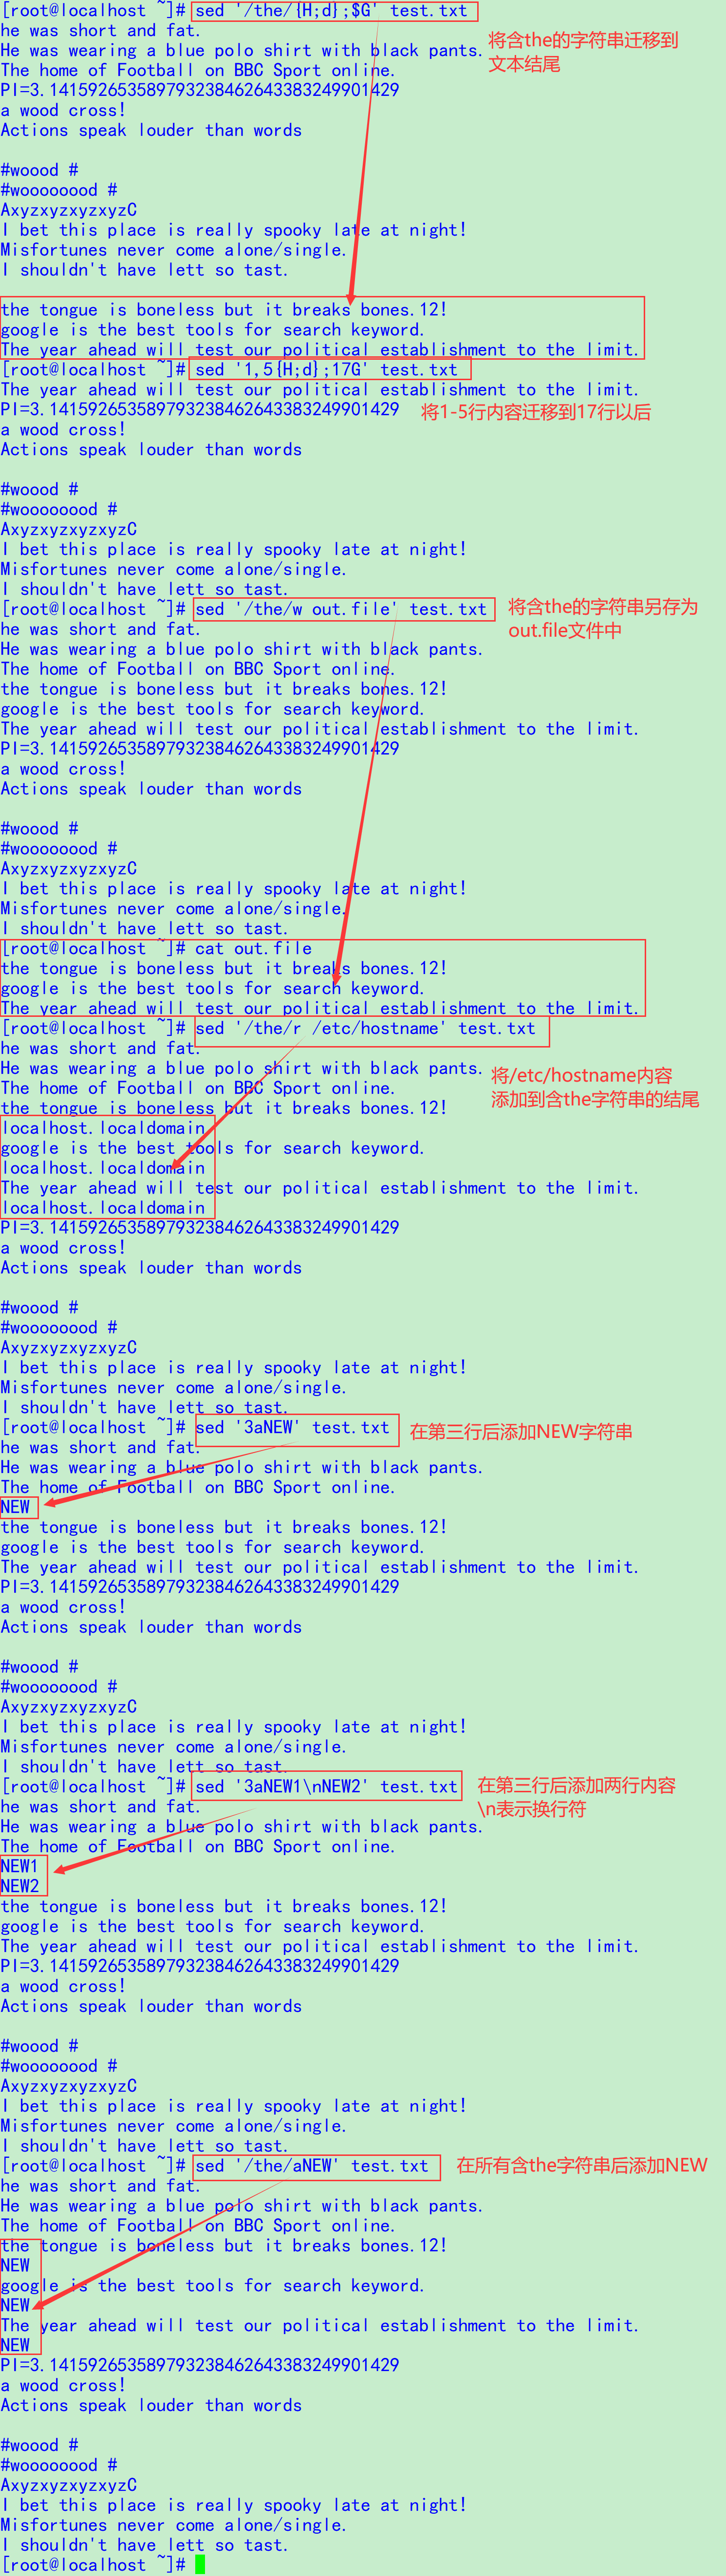 [root@localhost ~]# sed '/the/{H;d};$G' test.txt
he was short and fat.
将含the的字符串迁移到
He was wearing a blue polo shirt with black pants.
文本结尾
The home of Football on BBC Sport online.
PI=3.141592653589793238462643383249901429
a wood cross!
Actions speak louder than words

#woood #
#woooooood #
AxyzxyzxyzxyzC
I bet this place is really spooky late at night!
Misfortunes never come alone/single.
I shouldn't have lett so tast.

the tongue is boneless but it breaks bones.12!
google is the best tools for search keyword.
The year ahead will test our political establishment to the limit.
[root@localhost ~]# sed '1,5{H;d};17G' test.txt
The year ahead will test our political establishment to the limit.
PI=3.141592653589793238462643383249901429
将1-5行内容迁移到17行以后
a wood cross!
Actions speak louder than words

#woood #
#woooooood #
AxyzxyzxyzxyzC
I bet this place is really spooky late at night!
Misfortunes never come alone/single.
I shouldn't have lett so tast.
[root@localhost ~]# sed '/the/w out.file' test.txt
将含the的字符串另存为
out.file文件中
he was short and fat.
He was wearing a blue polo shirt with black pants.
The home of Football on BBC Sport online.
the tongue is boneless but it breaks bones.12!
google is the best tools for search keyword.
The year ahead will test our political establishment to the limit.
PI=3.141592653589793238462643383249901429
a wood cross!
Actions speak louder than words

#woood #
#woooooood #
AxyzxyzxyzxyzC
I bet this place is really spooky late at night!
Misfortunes never come alone/single.
I shouldn't have lett so tast.
[root@localhost ~]# cat out.file
the tongue is boneless but it breaks bones.12!
google is the best tools for search keyword.
The year ahead will test our political establishment to the limit.
[root@localhost ~]# sed '/the/r /etc/hostname' test.txt
he was short and fat.
He was wearing a blue polo shirt with black pants.
将/etc/hostname内容
The home of Football on BBC Sport online.
添加到含the字符串的结尾
the tongue is boneless but it breaks bones.12!
localhost.localdomain
google is the best tools for search keyword.
localhost.localdomain
The year ahead will test our political establishment to the limit.
localhost.localdomain
PI=3.141592653589793238462643383249901429
a wood cross!
Actions speak louder than words

#woood #
#woooooood #
AxyzxyzxyzxyzC
I bet this place is really spooky late at night!
Misfortunes never come alone/single.
I shouldn't have lett so tast.
[root@localhost ~]# sed '3aNEW' test.txt
在第三行后添加NEW字符串
he was short and fat.
He was wearing a blue polo shirt with black pants.
The home of Football on BBC Sport online.
NEW
the tongue is boneless but it breaks bones.12!
google is the best tools for search keyword.
The year ahead will test our political establishment to the limit.
PI=3.141592653589793238462643383249901429
a wood cross!
Actions speak louder than words

#woood #
#woooooood #
AxyzxyzxyzxyzC
I bet this place is really spooky late at night!
Misfortunes never come alone/single.
I shouldn't have lett so tast.
[root@localhost ~]# sed '3aNEW1\nNEW2' test.txt
在第三行后添加两行内容
\n表示换行符
he was short and fat.
He was wearing a blue polo shirt with black pants.
The home of Football on BBC Sport online.
NEW1
NEW2
the tongue is boneless but it breaks bones.12!
google is the best tools for search keyword.
The year ahead will test our political establishment to the limit.
PI=3.141592653589793238462643383249901429
a wood cross!
Actions speak louder than words

#woood #
#woooooood #
AxyzxyzxyzxyzC
I bet this place is really spooky late at night!
Misfortunes never come alone/single.
I shouldn't have lett so tast.
[root@localhost ~]# sed '/the/aNEW' test.txt
在所有含the字符串后添加NEW
he was short and fat.
He was wearing a blue polo shirt with black pants.
The home of Football on BBC Sport online.
the tongue is boneless but it breaks bones.12!
NEW
google is the best tools for search keyword.
NEW
The year ahead will test our political establishment to the limit.
NEW
PI=3.141592653589793238462643383249901429
a wood cross!
Actions speak louder than words

#woood #
#woooooood #
AxyzxyzxyzxyzC
I bet this place is really spooky late at night!
Misfortunes never come alone/single.
I shouldn't have lett so tast.
[root@localhost ~]#